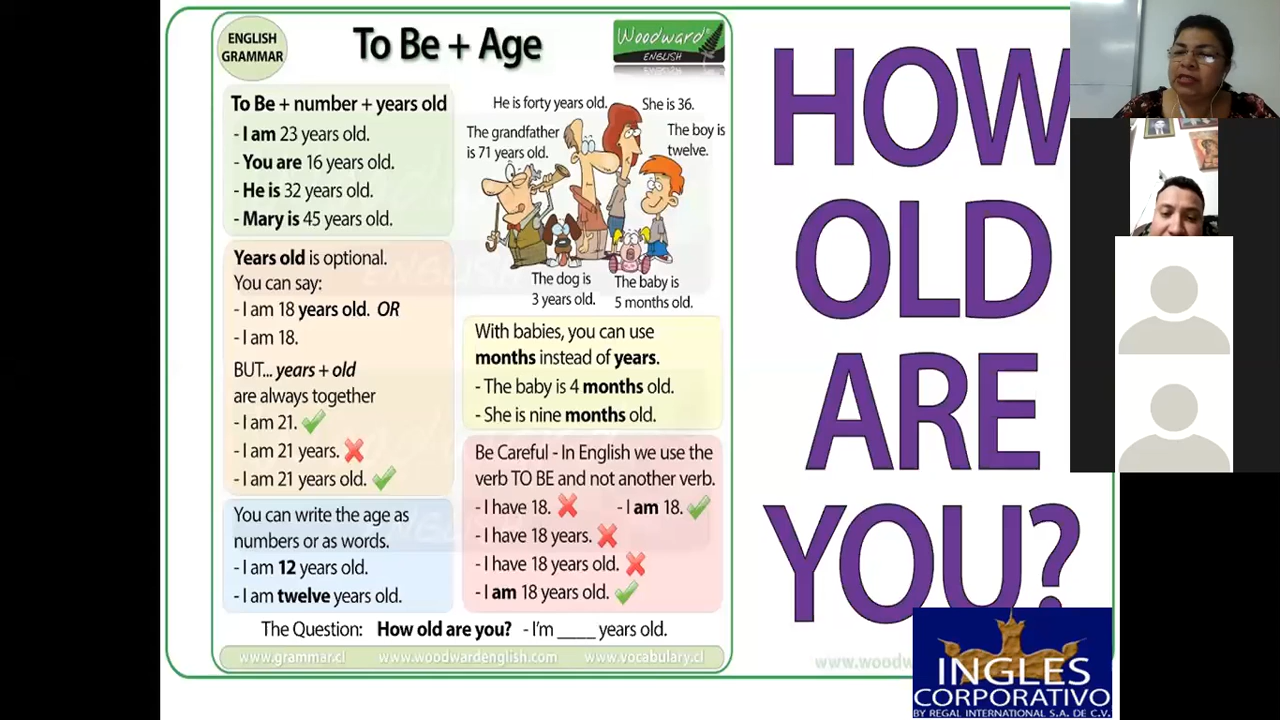 ENGLISH
GRAMMAR
To Be + Age
Woodward®
ENGLISH
To Be + number + years old
- I am 23 years old.
- You are 16 years old.
- He is 32 years old.
- Mary is 45 years old.
Years old is optional.
You can say:
- I am 18 years old. OR
- I am 18.
BUT... years + old
are always together
- I am 21.
- I am 21 years.
- I am 21 years old.
You can write the age as
numbers or as words.
- I am 12 years old.
- I am twelve years old.
He is forty years old.
She is 36.
The grandfather
is 71 years old.
The boy is
twelve.
The dog is
3 years old.
The baby is
5 months old.
With babies, you can use
months instead of years.
- The baby is 4 months old.
- She is nine months old.
Be Careful - In English we use the
verb TO BE and not another verb.
- I have 18.
- I am 18.
- I have 18 years.
- I have 18 years old.
- I am 18 years old.
The Question: How old are you? - I'm ____ years old.
www.grammar.cl www.woodwardenglish.com www.vocabulary.cl
HOW
OLD
ARE
YOU?
www.woodw
INGLES
CORPORATIVO
BY REGAL INTERNATIONAL S.A. DE C.V.